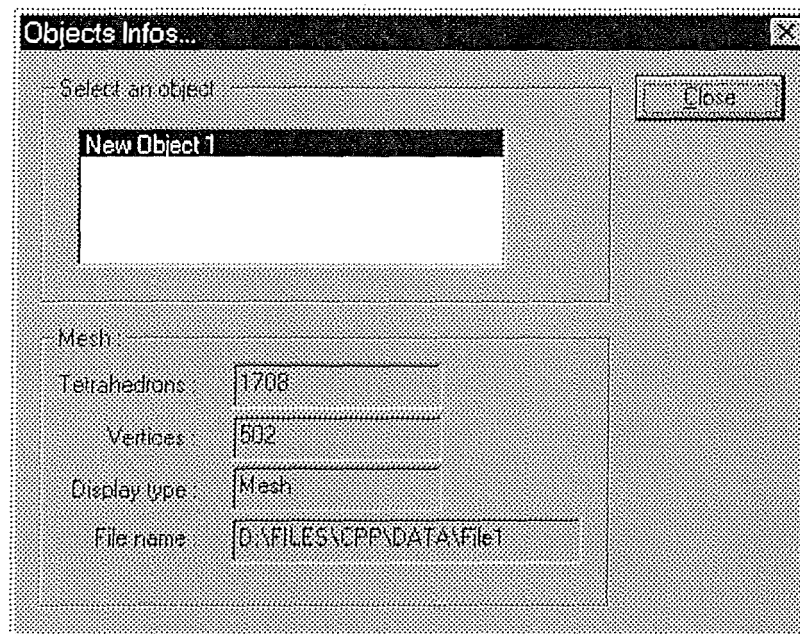 Objects Infos...
Select an object
Close
New Object 1
Mesh :
Tetrahedrons : 1708
Vertices : 502
Display type : Mesh
File name : D:\FILES\CPP\DATA\File1